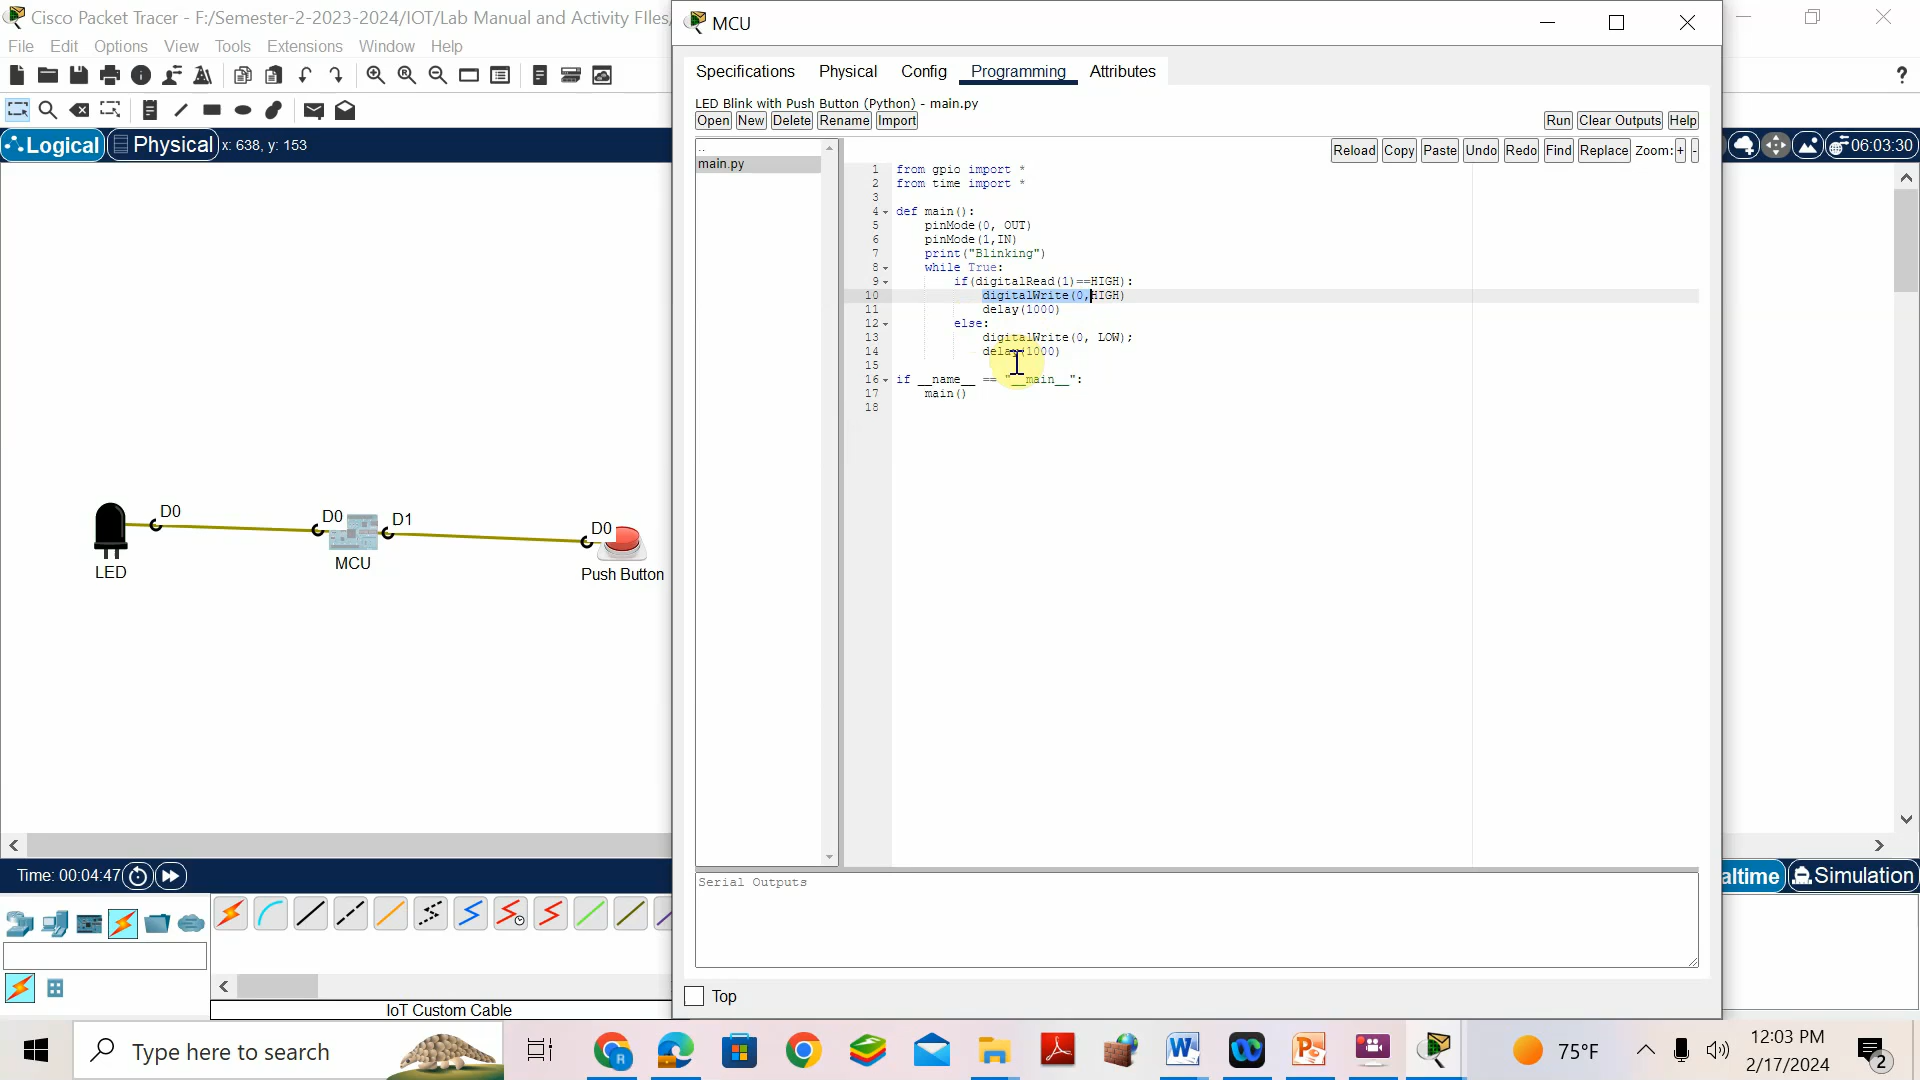 Cisco Packet Tracer - F:/Semester-2-2023-2024/IOT/Lab Manual and Activity FIles/
File Edit Options View Tools Extensions Window Help
Logical Physical x: 638, y: 153
06:03:30
?
MCU
Specifications Physical Config Programming Attributes
LED Blink with Push Button (Python) - main.py
Open New Delete Rename Import
Run Clear Outputs Help
..
main.py
Reload Copy Paste Undo Redo Find Replace Zoom: + -
1 from gpio import *
2 from time import *
3
4 def main():
5 pinMode(0, OUT)
6 pinMode(1,IN)
7 print("Blinking")
8 while True:
9 if(digitalRead(1)==HIGH):
10 digitalWrite(0,HIGH)
11 delay(1000)
12 else:
13 digitalWrite(0, LOW);
14 delay(1000)
15
16 if __name__ == "__main__":
17 main()
18
D0
D0
D1
D0
LED
MCU
Push Button
Serial Outputs
Top
Time: 00:04:47
altime Simulation
IoT Custom Cable
Type here to search
75°F
12:03 PM
2/17/2024
2